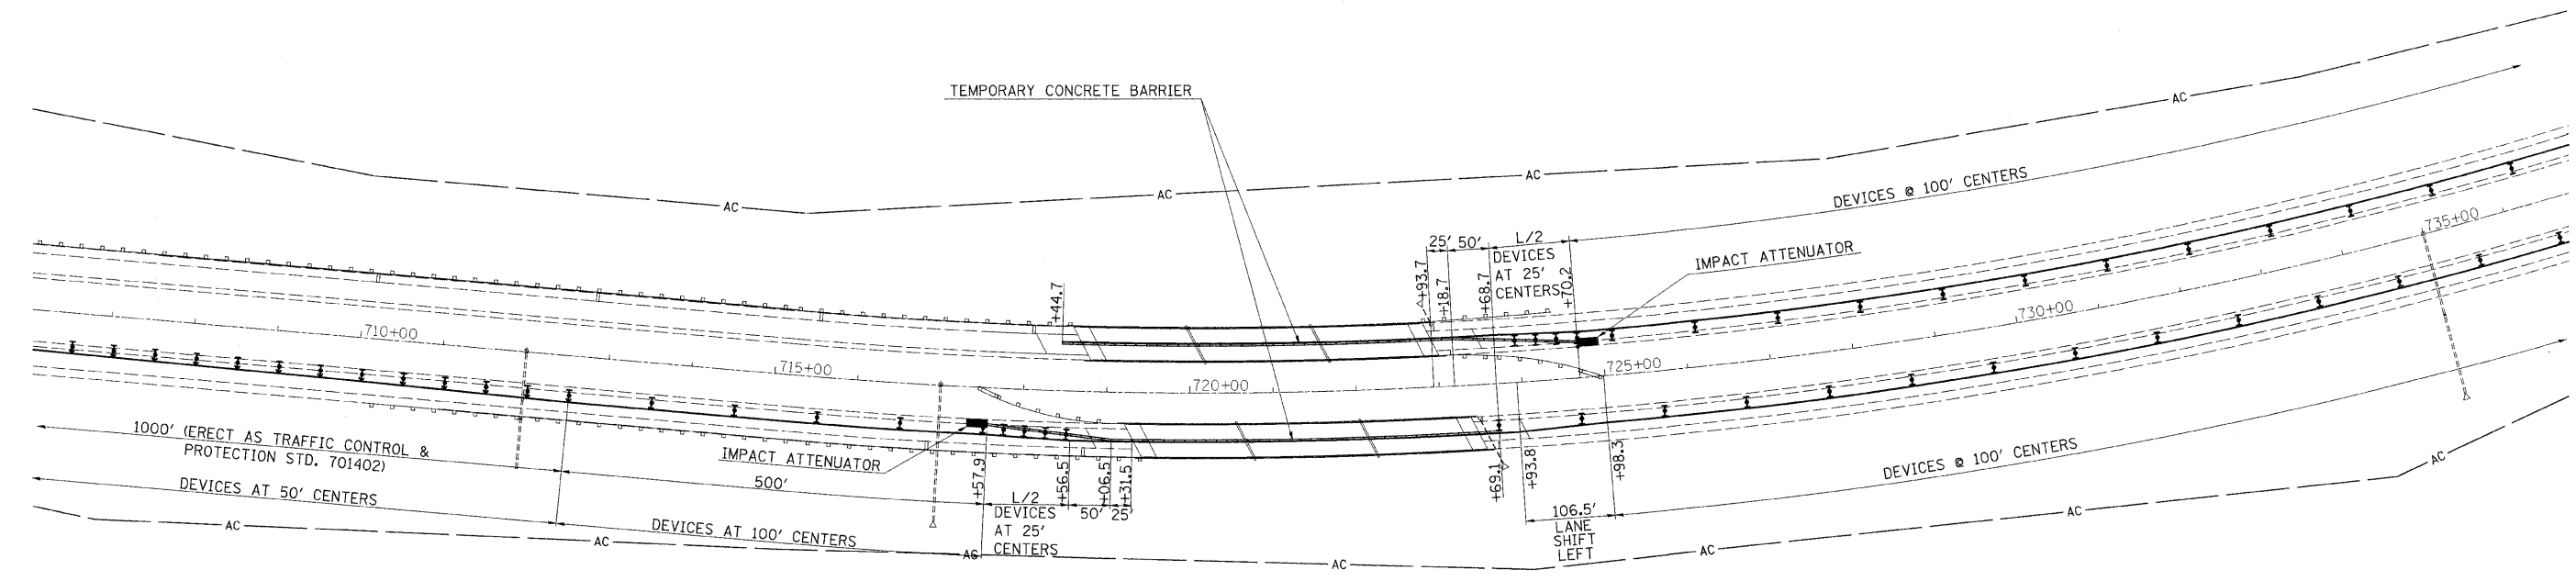 TEMPORARY CONCRETE BARRIER
AC
AC
AC
AC
DEVICES @ 100' CENTERS
IMPACT ATTENUATOR
25' 50'
L/2
DEVICES
AT 25'
CENTERS
+44.7
+93.7
+18.7
+68.7
+70.2
710+00
715+00
720+00
725+00
730+00
735+00
1000' (ERECT AS TRAFFIC CONTROL &
PROTECTION STD. 701402)
DEVICES AT 50' CENTERS
500'
DEVICES AT 100' CENTERS
IMPACT ATTENUATOR
+57.9
+56.5
+06.5
+31.5
L/2
DEVICES
AT 25'
CENTERS
50' 25'
+69.1
+93.8
+98.3
106.5'
LANE
SHIFT
LEFT
DEVICES @ 100' CENTERS
AC
AC
AC
AC
AC
AC
AC